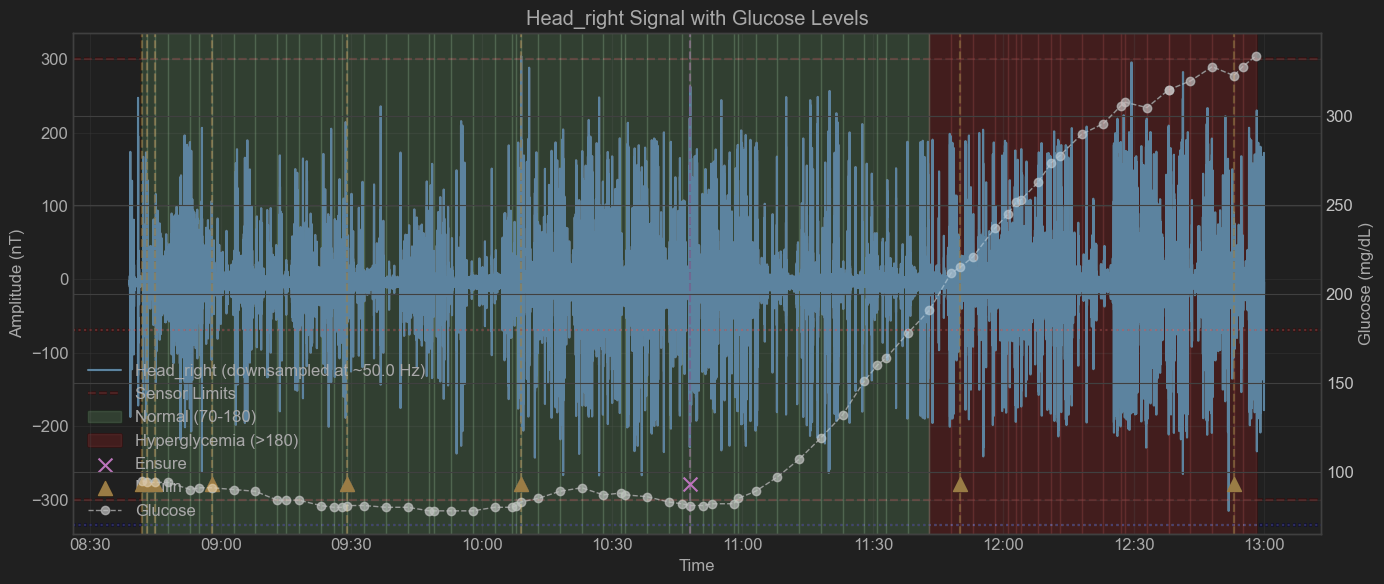 Head_right Signal with Glucose Levels
300
200
100
0
−100
−200
−300
Amplitude (nT)
300
250
200
150
100
Glucose (mg/dL)
Head_right (downsampled at ~50.0 Hz)
Sensor Limits
Normal (70-180)
Hyperglycemia (>180)
Ensure
Glucose
08:30 09:00 09:30 10:00 10:30 11:00 11:30 12:00 12:30 13:00
Time